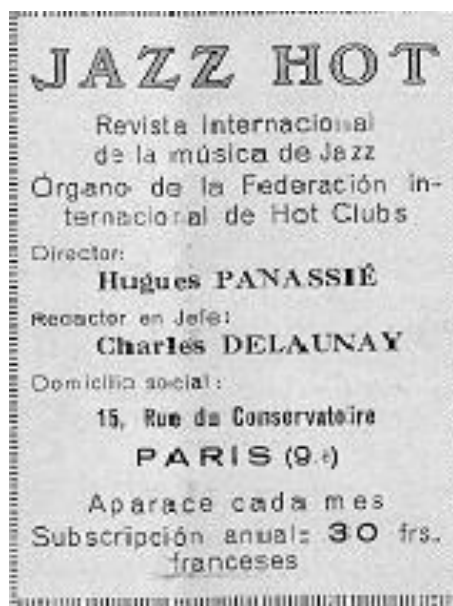 JAZZ HOT
Revista Internacional
de la música de Jazz
Órgano de la Federación in-
ternacional de Hot Clubs
Director:
Hugues PANASSIÉ
Redactor en Jefe:
Charles DELAUNAY
Domicilio social:
15, Rue du Conservatoire
PARIS (9.e)
Aparace cada mes
Subscripción anual: 30 frs.
franceses